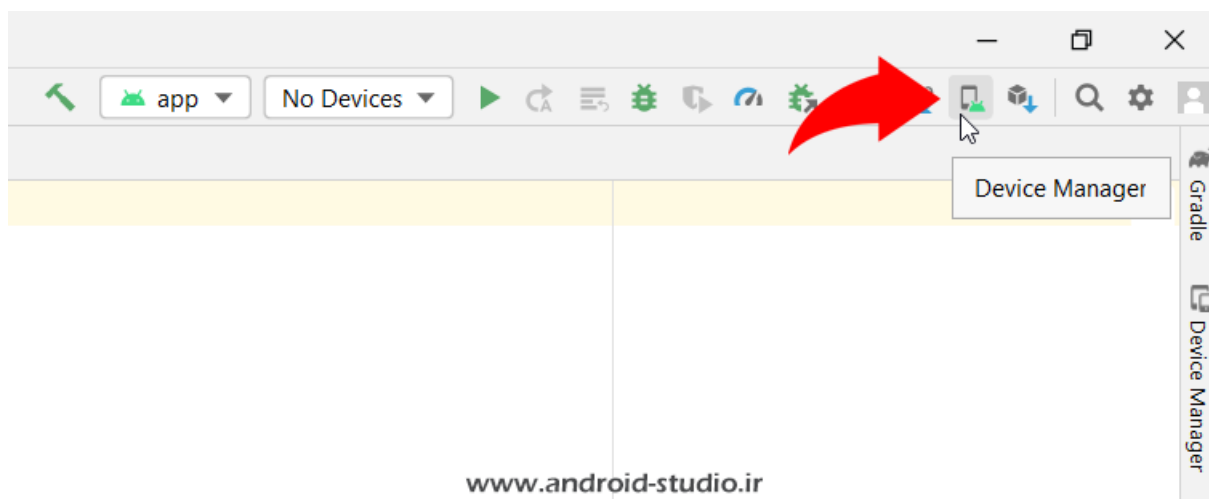 app
No Devices
Device Manager
Gradle
Device Manager
www.android-studio.ir